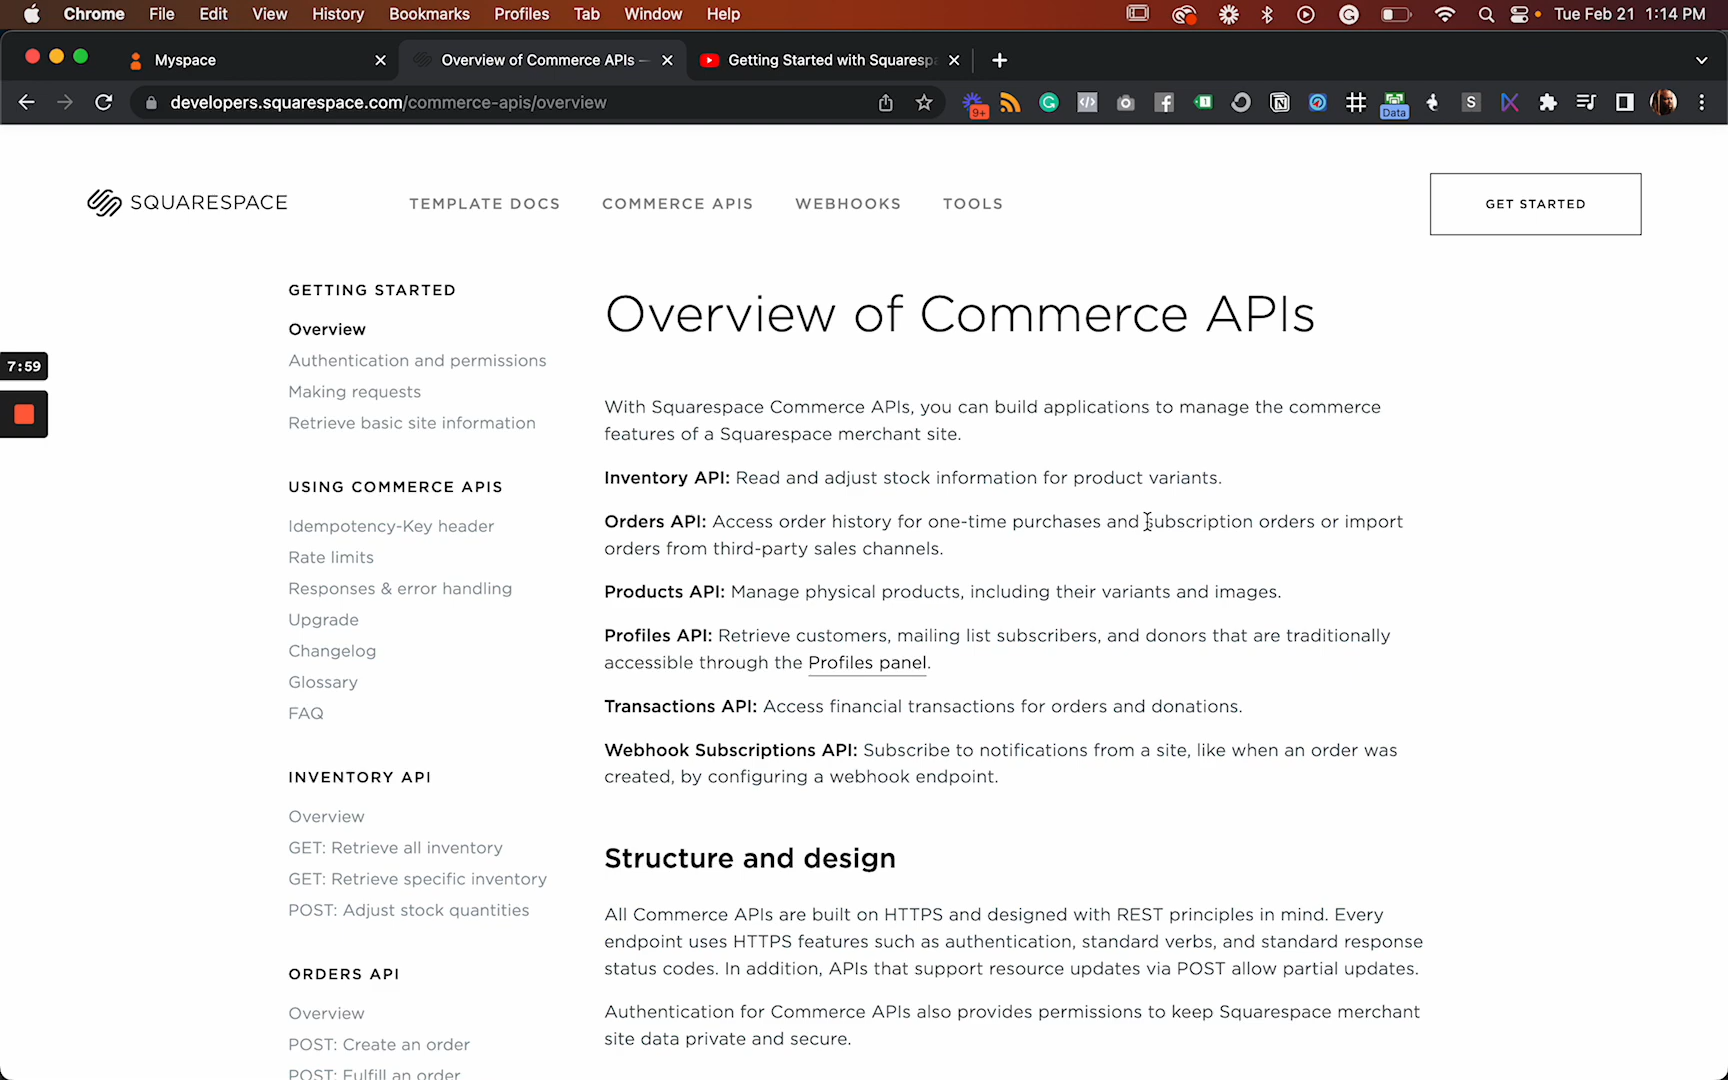 Chrome File Edit View History Bookmarks Profiles Tab Window Help Tue Feb 21 1:14 PM
Myspace Overview of Commerce APIs — Getting Started with Squaresp
developers.squarespace.com/commerce-apis/overview
9+
Data
S
SQUARESPACE TEMPLATE DOCS COMMERCE APIS WEBHOOKS TOOLS GET STARTED
7:59
GETTING STARTED
Overview
Authentication and permissions
Making requests
Retrieve basic site information
USING COMMERCE APIS
Idempotency-Key header
Rate limits
Responses & error handling
Upgrade
Changelog
Glossary
FAQ
INVENTORY API
Overview
GET: Retrieve all inventory
GET: Retrieve specific inventory
POST: Adjust stock quantities
ORDERS API
Overview
POST: Create an order
POST: Fulfill an order
Overview of Commerce APIs
With Squarespace Commerce APIs, you can build applications to manage the commerce
features of a Squarespace merchant site.
Inventory API: Read and adjust stock information for product variants.
Orders API: Access order history for one-time purchases and subscription orders or import
orders from third-party sales channels.
Products API: Manage physical products, including their variants and images.
Profiles API: Retrieve customers, mailing list subscribers, and donors that are traditionally
accessible through the Profiles panel.
Transactions API: Access financial transactions for orders and donations.
Webhook Subscriptions API: Subscribe to notifications from a site, like when an order was
created, by configuring a webhook endpoint.
Structure and design
All Commerce APIs are built on HTTPS and designed with REST principles in mind. Every
endpoint uses HTTPS features such as authentication, standard verbs, and standard response
status codes. In addition, APIs that support resource updates via POST allow partial updates.
Authentication for Commerce APIs also provides permissions to keep Squarespace merchant
site data private and secure.